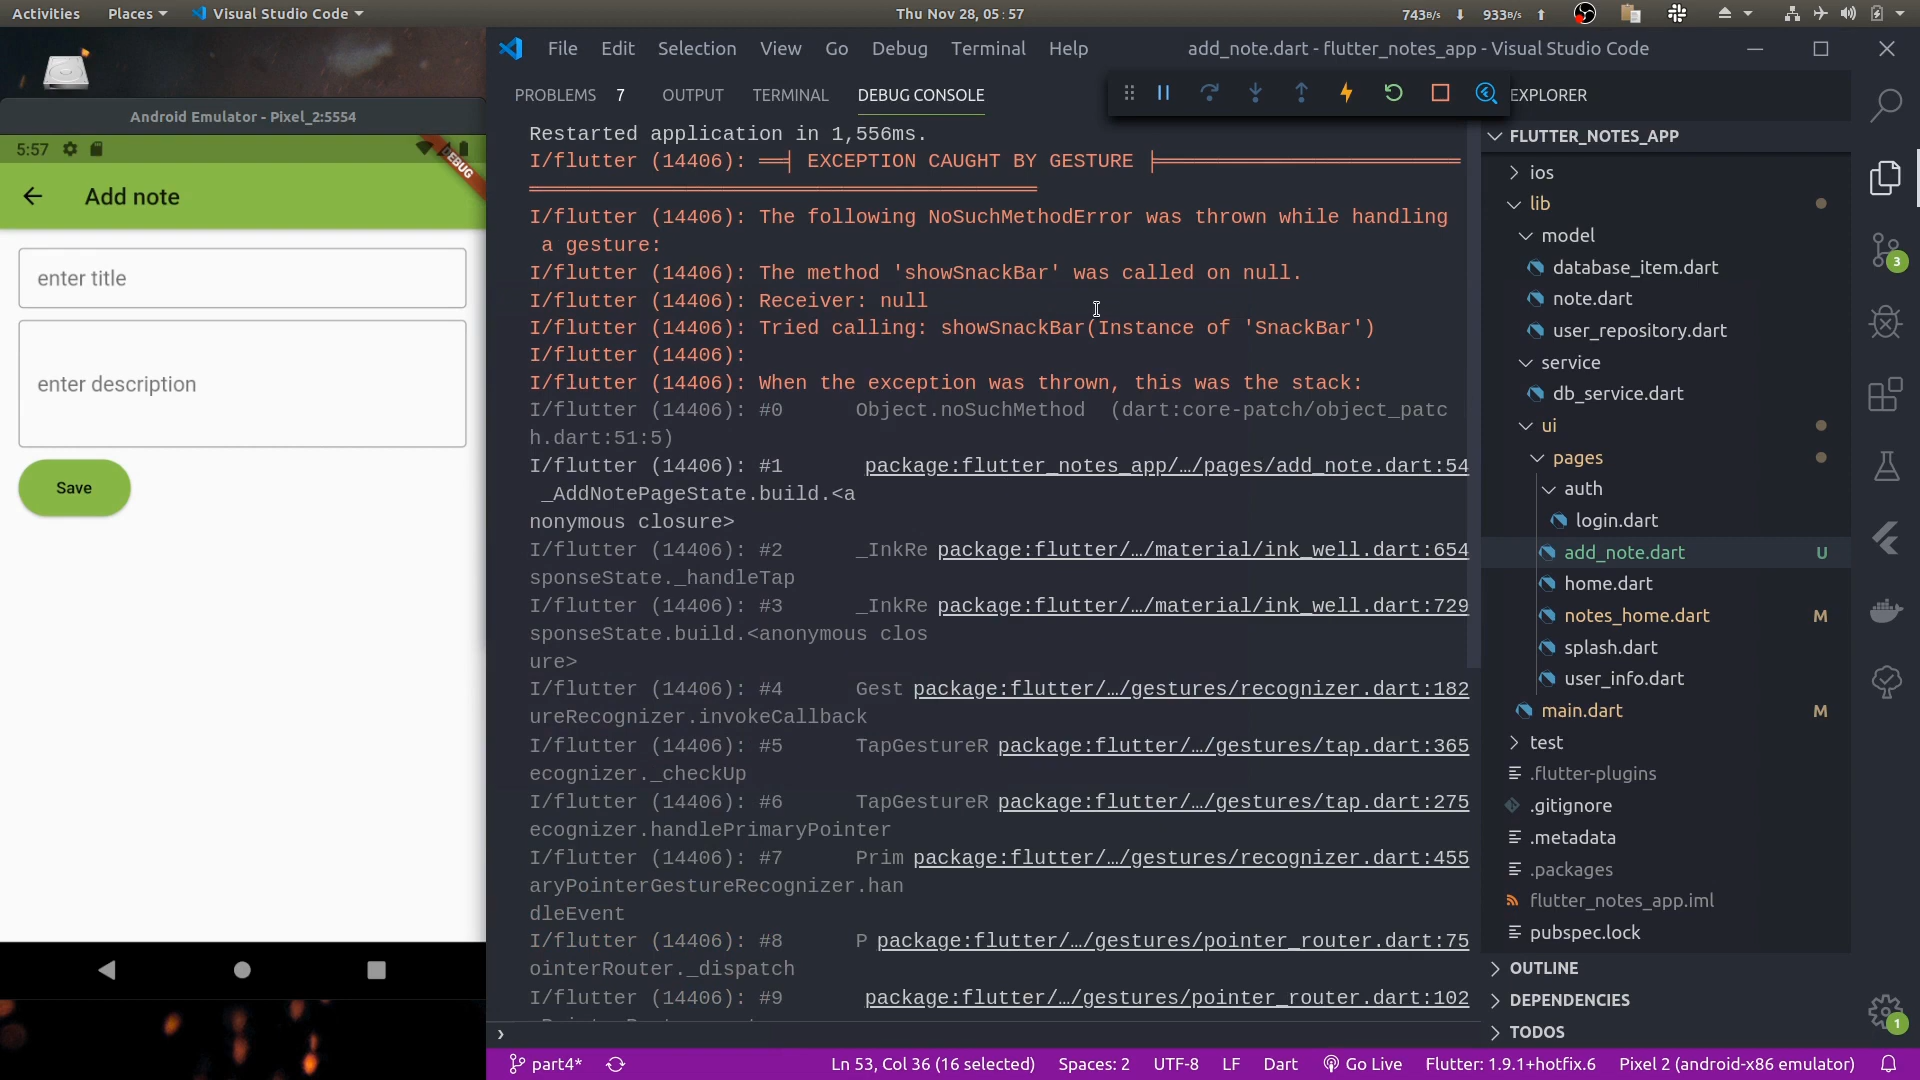 Activities Places Visual Studio Code Thu Nov 28, 05:57 743B/s 933B/s
Android Emulator - Pixel_2:5554
5:57
DEBUG
Add note
enter title
enter description
Save
File Edit Selection View Go Debug Terminal Help add_note.dart - flutter_notes_app - Visual Studio Code
PROBLEMS 7 OUTPUT TERMINAL DEBUG CONSOLE
Restarted application in 1,556ms.
I/flutter (14406): ══╡ EXCEPTION CAUGHT BY GESTURE ╞═════════════════════════
══════════════════════════════════════════
I/flutter (14406): The following NoSuchMethodError was thrown while handling
a gesture:
I/flutter (14406): The method 'showSnackBar' was called on null.
I/flutter (14406): Receiver: null
I/flutter (14406): Tried calling: showSnackBar(Instance of 'SnackBar')
I/flutter (14406):
I/flutter (14406): When the exception was thrown, this was the stack:
I/flutter (14406): #0 Object.noSuchMethod (dart:core-patch/object_patc
h.dart:51:5)
I/flutter (14406): #1 package:flutter_notes_app/…/pages/add_note.dart:54
_AddNotePageState.build.<a
nonymous closure>
I/flutter (14406): #2 _InkRe package:flutter/…/material/ink_well.dart:654
sponseState._handleTap
I/flutter (14406): #3 _InkRe package:flutter/…/material/ink_well.dart:729
sponseState.build.<anonymous clos
ure>
I/flutter (14406): #4 Gest package:flutter/…/gestures/recognizer.dart:182
ureRecognizer.invokeCallback
I/flutter (14406): #5 TapGestureR package:flutter/…/gestures/tap.dart:365
ecognizer._checkUp
I/flutter (14406): #6 TapGestureR package:flutter/…/gestures/tap.dart:275
ecognizer.handlePrimaryPointer
I/flutter (14406): #7 Prim package:flutter/…/gestures/recognizer.dart:455
aryPointerGestureRecognizer.han
dleEvent
I/flutter (14406): #8 P package:flutter/…/gestures/pointer_router.dart:75
ointerRouter._dispatch
I/flutter (14406): #9 package:flutter/…/gestures/pointer_router.dart:102
EXPLORER
FLUTTER_NOTES_APP
ios
lib
model
database_item.dart
note.dart
user_repository.dart
service
db_service.dart
ui
pages
auth
login.dart
add_note.dart U
home.dart
notes_home.dart M
splash.dart
user_info.dart
main.dart M
test
.flutter-plugins
.gitignore
.metadata
.packages
flutter_notes_app.iml
pubspec.lock
OUTLINE
DEPENDENCIES
TODOS
3
1
part4* Ln 53, Col 36 (16 selected) Spaces: 2 UTF-8 LF Dart Go Live Flutter: 1.9.1+hotfix.6 Pixel 2 (android-x86 emulator)